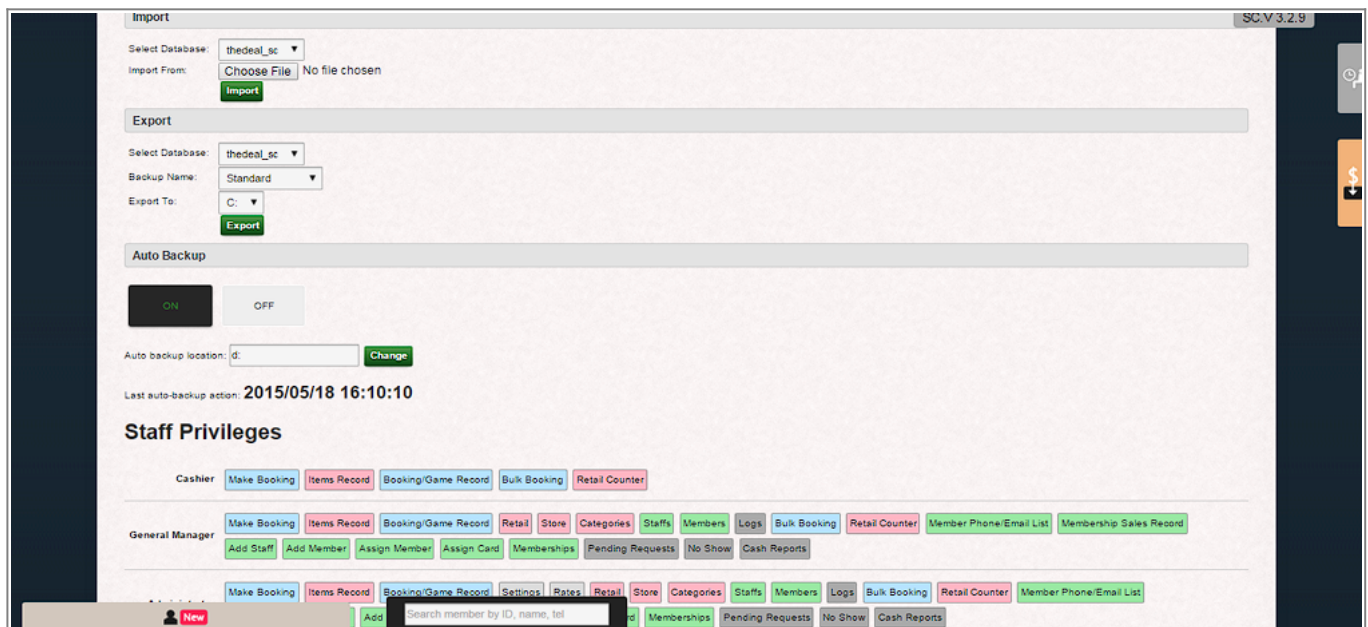 Import
SC.V 3.2.9
Select Database: thedeal_sc
Import From: Choose File No file chosen
Import
Export
Select Database: thedeal_sc
Backup Name: Standard
Export To: C:
Export
Auto Backup
ON OFF
Auto backup location: d: Change
Last auto-backup action: 2015/05/18 16:10:10
Staff Privileges
Cashier Make Booking Items Record Booking/Game Record Bulk Booking Retail Counter
General Manager Make Booking Items Record Booking/Game Record Retail Store Categories Staffs Members Logs Bulk Booking Retail Counter Member Phone/Email List Membership Sales Record
Add Staff Add Member Assign Member Assign Card Memberships Pending Requests No Show Cash Reports
Make Booking Items Record Booking/Game Record Settings Rates Retail Store Categories Staffs Members Logs Bulk Booking Retail Counter Member Phone/Email List
New Add Search member by ID, name, tel Memberships Pending Requests No Show Cash Reports
$